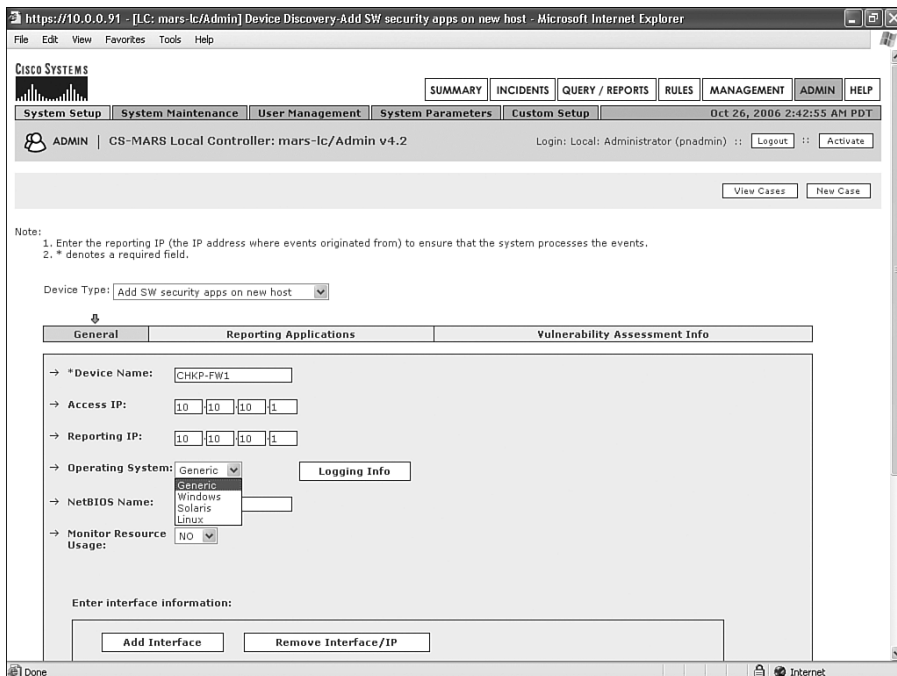 https://10.0.0.91 - [LC: mars-lc/Admin] Device Discovery-Add SW security apps on new host - Microsoft Internet Explorer
File Edit View Favorites Tools Help
CISCO SYSTEMS
SUMMARY INCIDENTS QUERY / REPORTS RULES MANAGEMENT ADMIN HELP
System Setup System Maintenance User Management System Parameters Custom Setup Oct 26, 2006 2:42:55 AM PDT
ADMIN | CS-MARS Local Controller: mars-lc/Admin v4.2 Login: Local: Administrator (pnadmin) :: Logout :: Activate
View Cases New Case
Note:
1. Enter the reporting IP (the IP address where events originated from) to ensure that the system processes the events.
2. * denotes a required field.
Device Type: Add SW security apps on new host
General Reporting Applications Vulnerability Assessment Info
→ *Device Name: CHKP-FW1
→ Access IP: 10 .10 .10 .1
→ Reporting IP: 10 .10 .10 .1
→ Operating System: Generic Logging Info
Generic
Windows
Solaris
Linux
→ NetBIOS Name:
→ Monitor Resource Usage: NO
Enter interface information:
Add Interface Remove Interface/IP
Done Internet